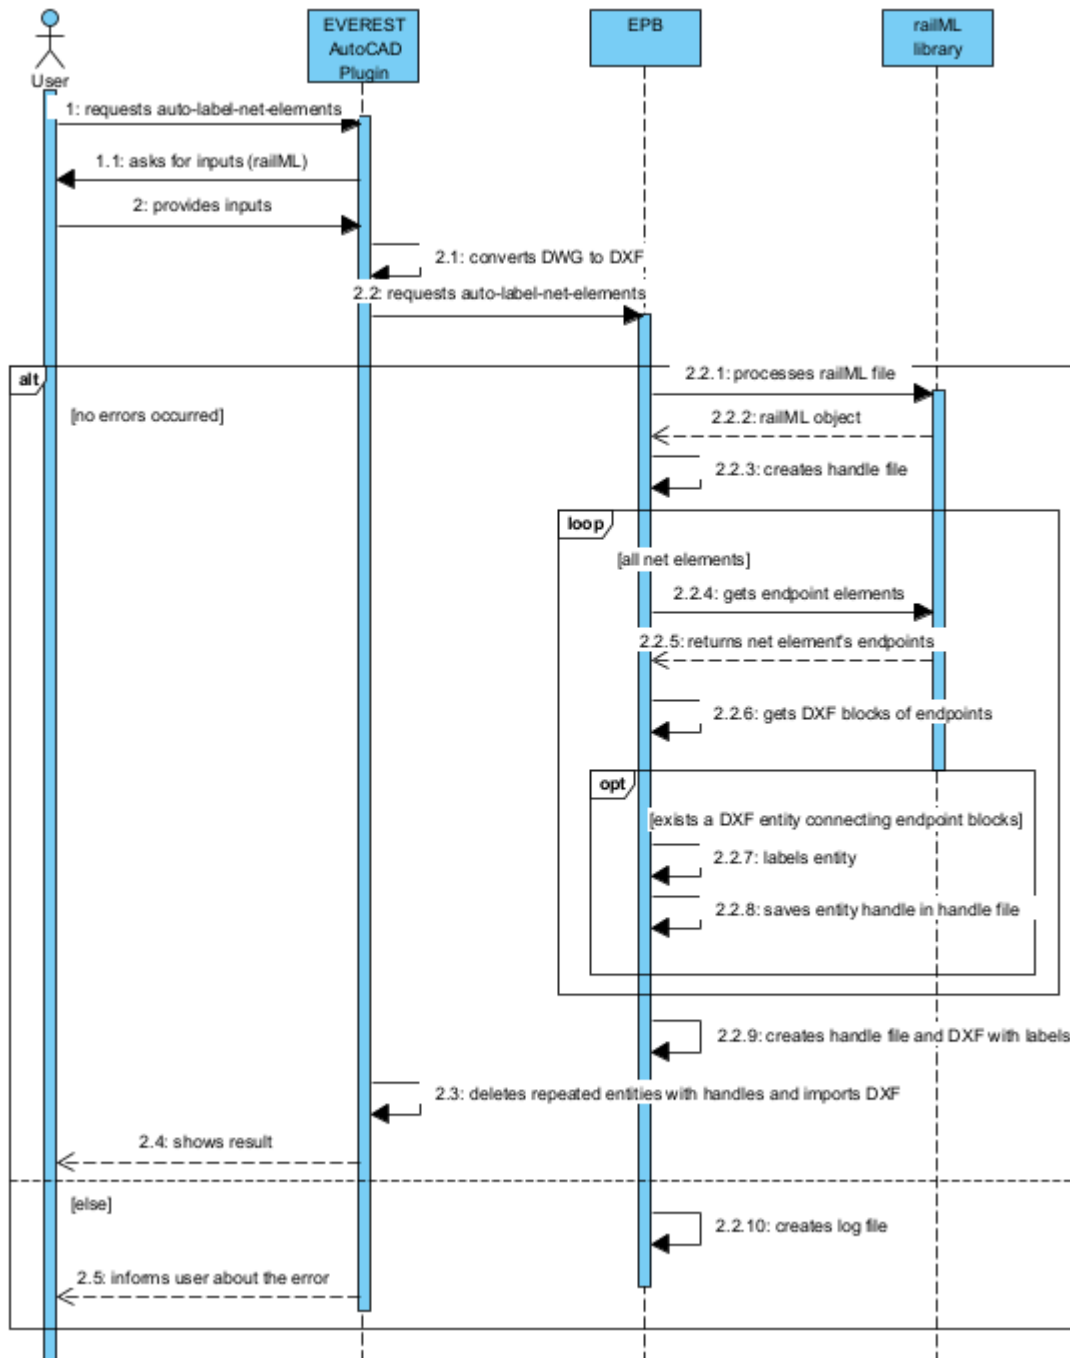 User
EVEREST
AutoCAD
Plugin
EPB
railML
library
1: requests auto-label-net-elements
1.1: asks for inputs (railML)
2: provides inputs
2.1: converts DWG to DXF
2.2: requests auto-label-net-elements
alt
[no errors occurred]
2.2.1: processes railML file
2.2.2: railML object
2.2.3: creates handle file
loop
[all net elements]
2.2.4: gets endpoint elements
2.2.5: returns net element's endpoints
2.2.6: gets DXF blocks of endpoints
opt
[exists a DXF entity connecting endpoint blocks]
2.2.7: labels entity
2.2.8: saves entity handle in handle file
2.2.9: creates handle file and DXF with labels
2.3: deletes repeated entities with handles and imports DXF
2.4: shows result
[else]
2.2.10: creates log file
2.5: informs user about the error